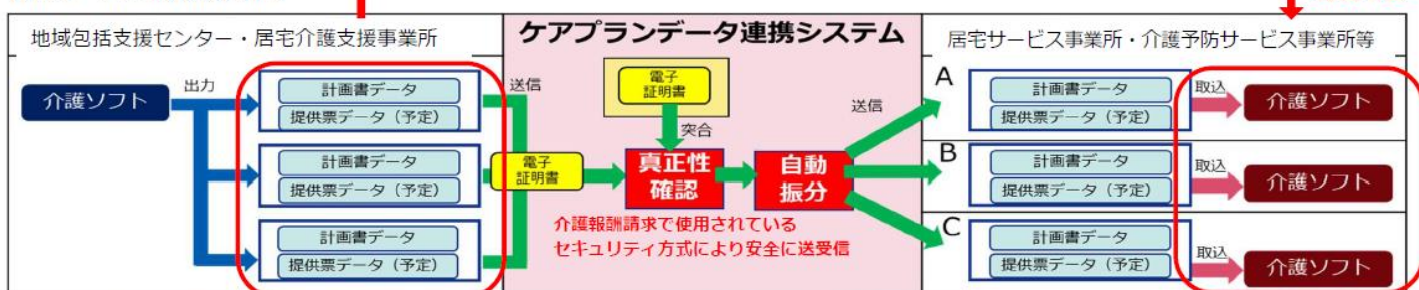 地域包括支援センター・居宅介護支援事業所
介護ソフト
出力
計画書データ
提供票データ（予定）
計画書データ
提供票データ（予定）
計画書データ
提供票データ（予定）
送信
電子
証明書
ケアプランデータ連携システム
電子
証明書
突合
真正性
確認
自動
振分
介護報酬請求で使用されている
セキュリティ方式により安全に送受信
送信
居宅サービス事業所・介護予防サービス事業所等
A
計画書データ
提供票データ（予定）
取込
介護ソフト
B
計画書データ
提供票データ（予定）
取込
介護ソフト
C
計画書データ
提供票データ（予定）
取込
介護ソフト